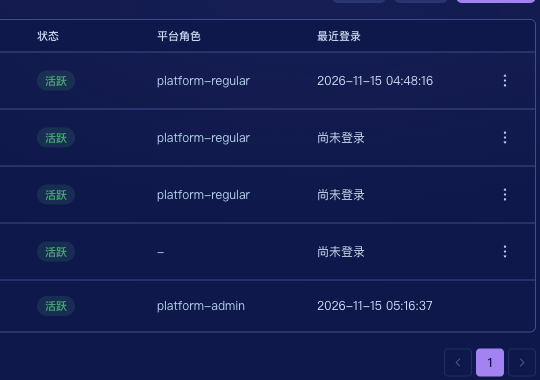 状态 平台角色 最近登录
活跃 platform-regular 2026-11-15 04:48:16
活跃 platform-regular 尚未登录
活跃 platform-regular 尚未登录
活跃 - 尚未登录
活跃 platform-admin 2026-11-15 05:16:37
1